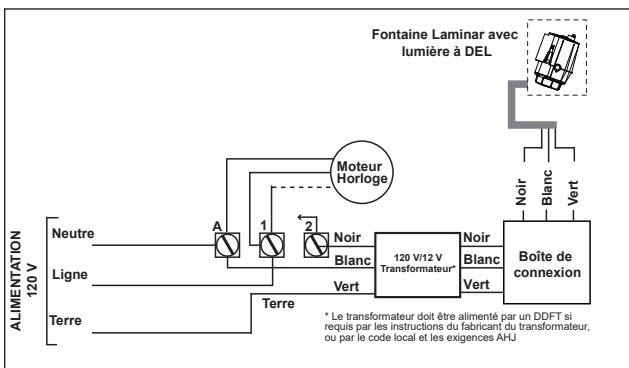 Fontaine Laminar avec
lumière à DEL
Moteur
Horloge
Noir
Blanc
Vert
ALIMENTATION
120 V
Neutre
Ligne
Terre
A
1
2
Noir
Blanc
Vert
Terre
120 V/12 V
Transformateur*
Noir
Blanc
Vert
Boîte de
connexion
* Le transformateur doit être alimenté par un DDFT si
requis par les instructions du fabricant du transformateur,
ou par le code local et les exigences AHJ